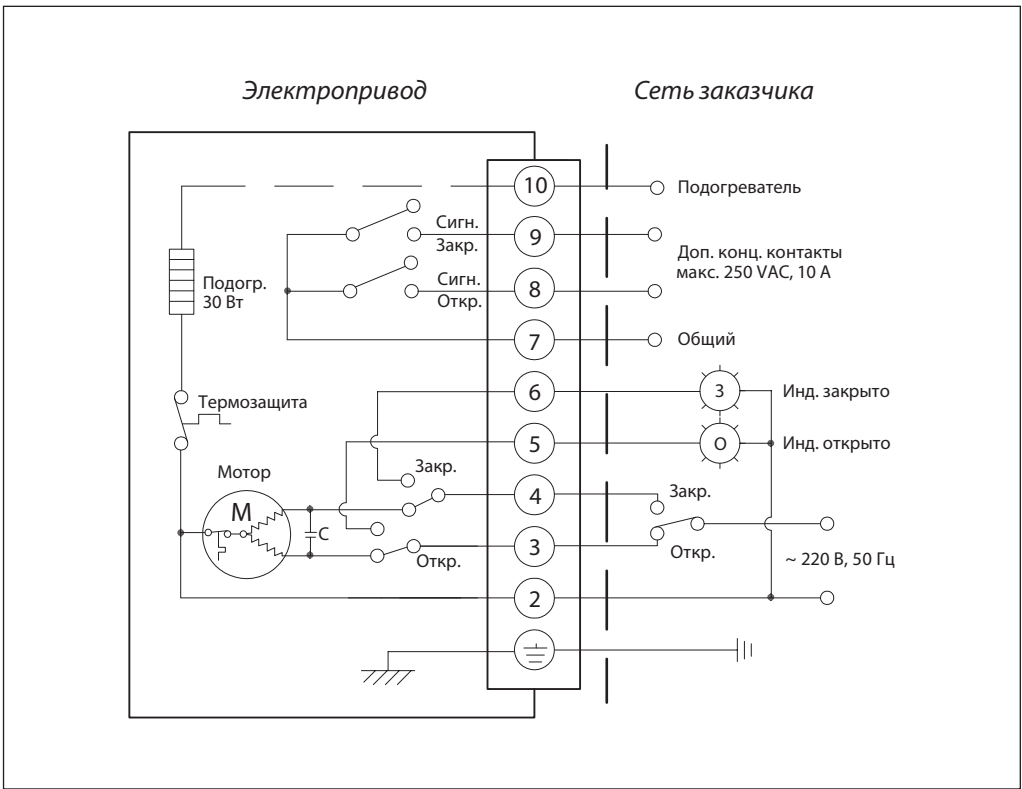 Электропривод
Сеть заказчика
10
Подогреватель
Сигн.
Закр.
9
Доп. конц. контакты
макс. 250 VAC, 10 А
Подогр.
30 Вт
Сигн.
Откр.
8
7
Общий
6
З
Инд. закрыто
Термозащита
5
О
Инд. открыто
Мотор
М
С
Закр.
4
Закр.
Откр.
3
Откр.
~ 220 В, 50 Гц
2